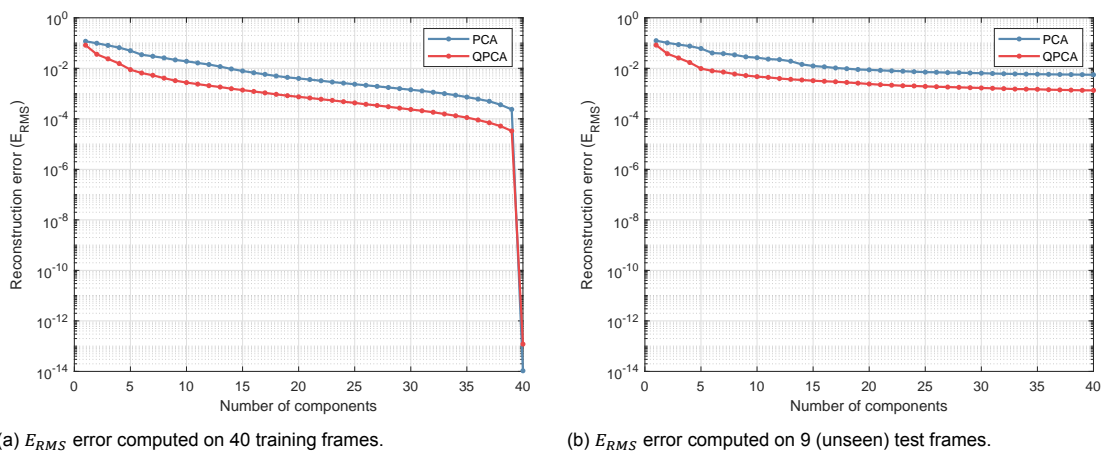 10^0
10^-2
10^-4
10^-6
10^-8
10^-10
10^-12
10^-14
Reconstruction error (E_RMS)
0 5 10 15 20 25 30 35 40
Number of components
PCA
QPCA
(a) E_RMS error computed on 40 training frames.
10^0
10^-2
10^-4
10^-6
10^-8
10^-10
10^-12
10^-14
Reconstruction error (E_RMS)
0 5 10 15 20 25 30 35 40
Number of components
PCA
QPCA
(b) E_RMS error computed on 9 (unseen) test frames.